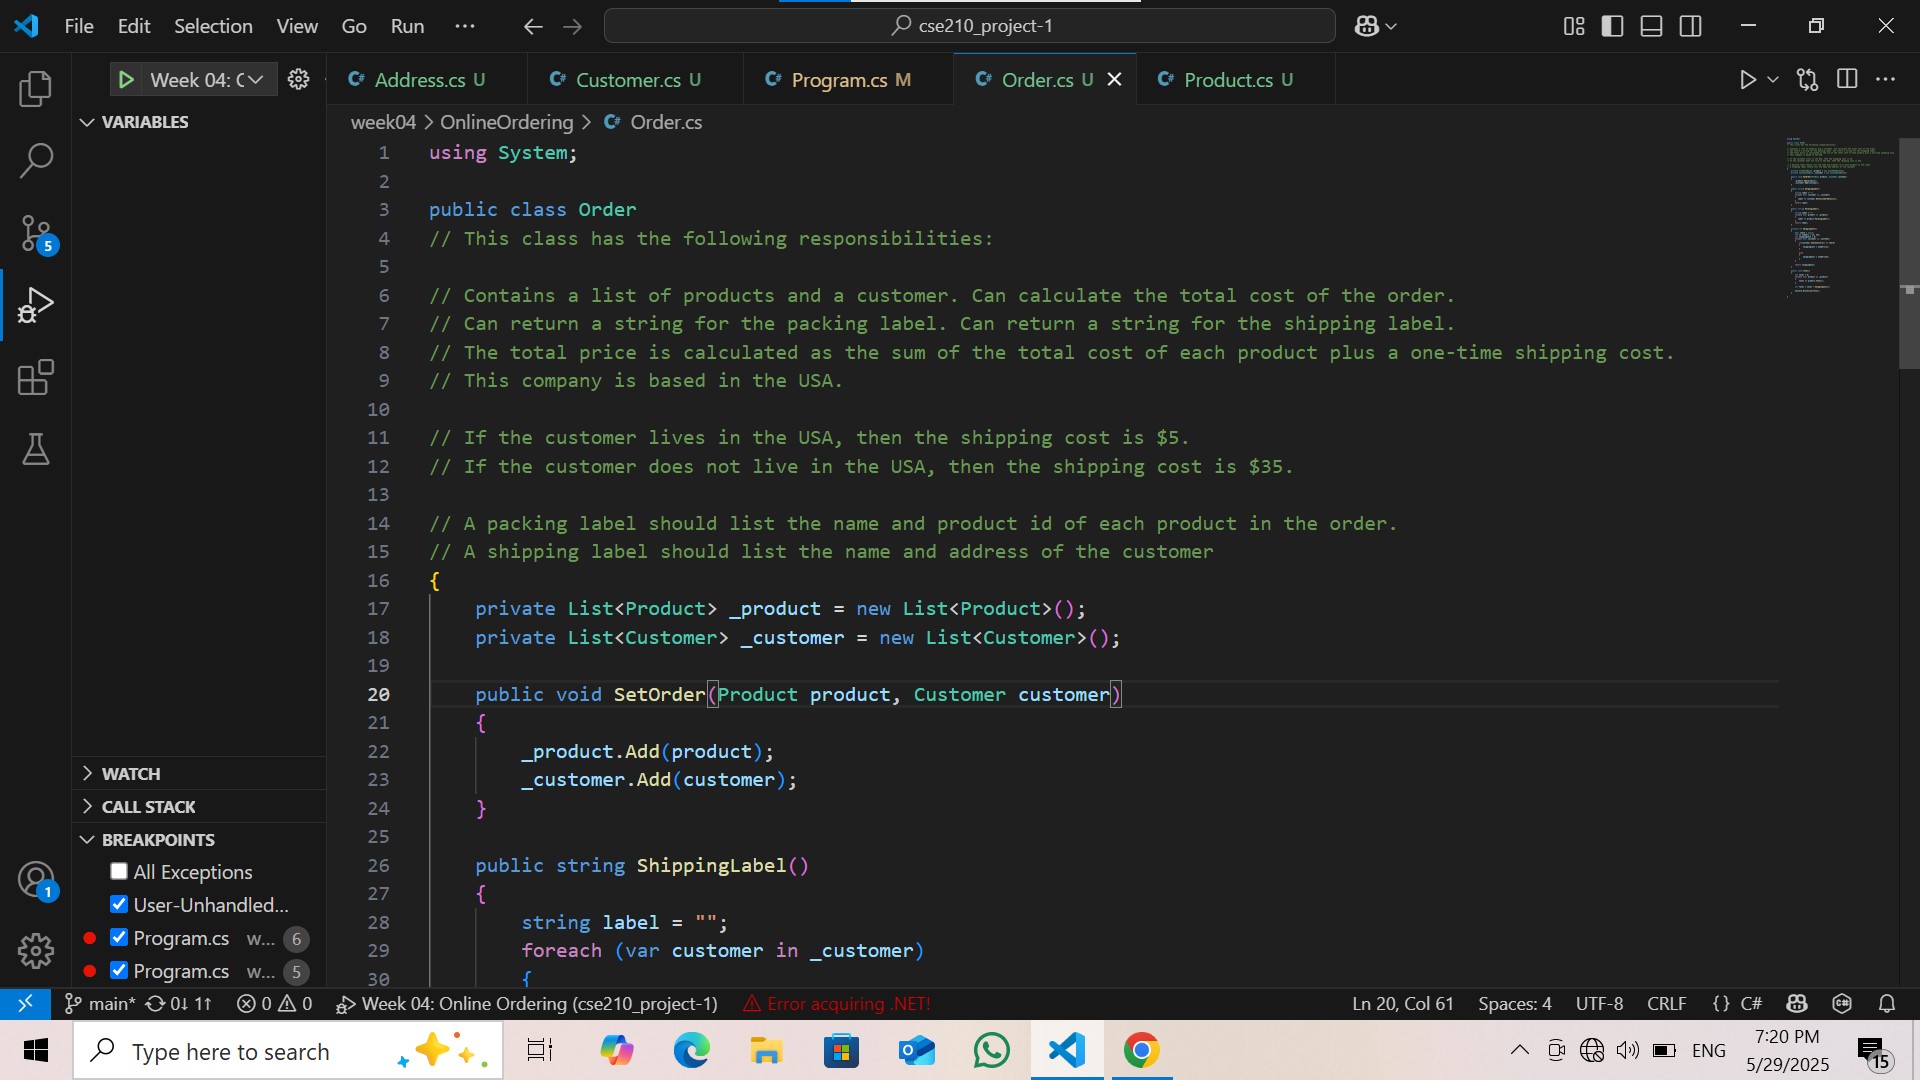 File Edit Selection View Go Run ··· cse210_project-1
Week 04: C
Address.cs U Customer.cs U Program.cs M Order.cs U Product.cs U
VARIABLES
week04 > OnlineOrdering > Order.cs
1 using System;
2
3 public class Order
4 // This class has the following responsibilities:
5
6 // Contains a list of products and a customer. Can calculate the total cost of the order.
7 // Can return a string for the packing label. Can return a string for the shipping label.
8 // The total price is calculated as the sum of the total cost of each product plus a one-time shipping cost.
9 // This company is based in the USA.
10
11 // If the customer lives in the USA, then the shipping cost is $5.
12 // If the customer does not live in the USA, then the shipping cost is $35.
13
14 // A packing label should list the name and product id of each product in the order.
15 // A shipping label should list the name and address of the customer
16 {
17 private List<Product> _product = new List<Product>();
18 private List<Customer> _customer = new List<Customer>();
19
20 public void SetOrder(Product product, Customer customer)
21 {
22 _product.Add(product);
23 _customer.Add(customer);
24 }
25
26 public string ShippingLabel()
27 {
28 string label = "";
29 foreach (var customer in _customer)
30 {
5
1
WATCH
CALL STACK
BREAKPOINTS
All Exceptions
User-Unhandled...
Program.cs w... 6
Program.cs w... 5
main* 0↓ 1↑ 0 0 Week 04: Online Ordering (cse210_project-1) Error acquiring .NET! Ln 20, Col 61 Spaces: 4 UTF-8 CRLF {} C#
Type here to search
ENG
7:20 PM
5/29/2025
15